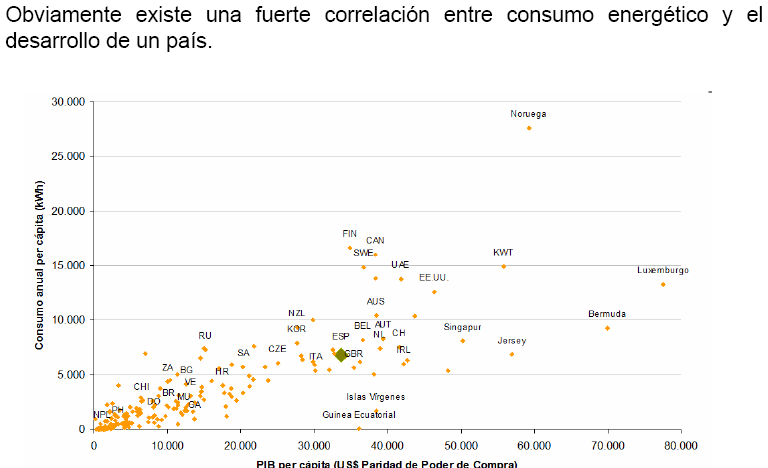 Obviamente existe una fuerte correlación entre consumo energético y el
desarrollo de un país.
30.000
Noruega
25.000
20.000
FIN
CAN
SWE
KWT
15.000
UAE
Luxemburgo
EE.UU.
AUS
NZL
Bermuda
10.000
KOR
AUT
BEL
CH
Singapur
RU
ESP
NL
Jersey
SA
CZE
ITA
GBR
IRL
5.000
ZA
BG
HR
VE
CHI
BR
MU
Islas Vírgenes
DO
CA
PH
NPL
Guinea Ecuatorial
0
0
10.000
20.000
30.000
40.000
50.000
60.000
70.000
80.000
Consumo anual per cápita (kWh)
PIB per cápita (US$ Paridad de Poder de Compra)